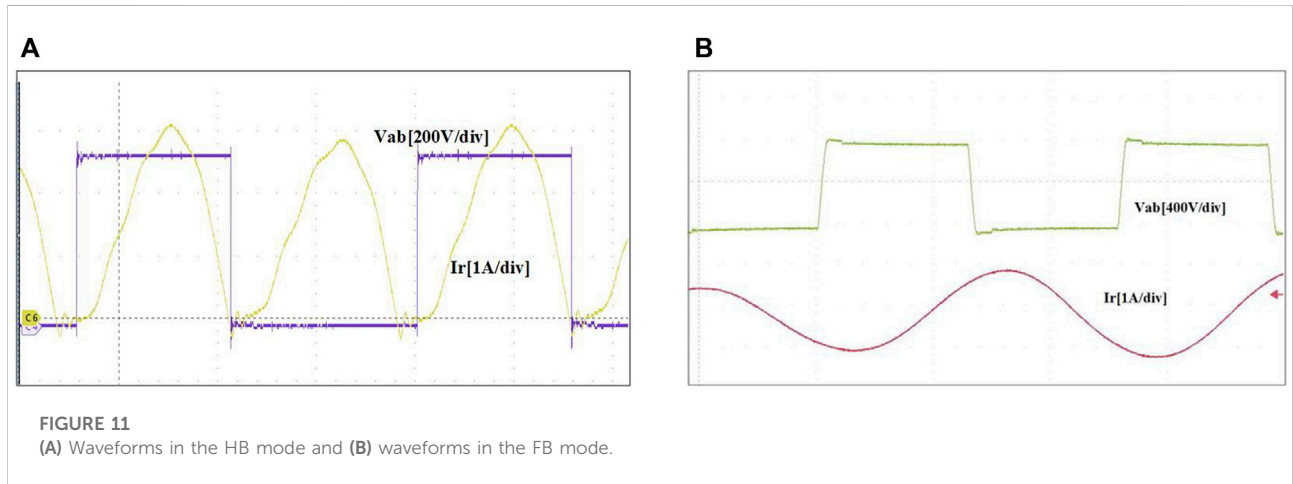 A
B
Vab[200V/div]
Ir[1A/div]
C6
Vab[400V/div]
Ir[1A/div]
FIGURE 11
(A) Waveforms in the HB mode and (B) waveforms in the FB mode.